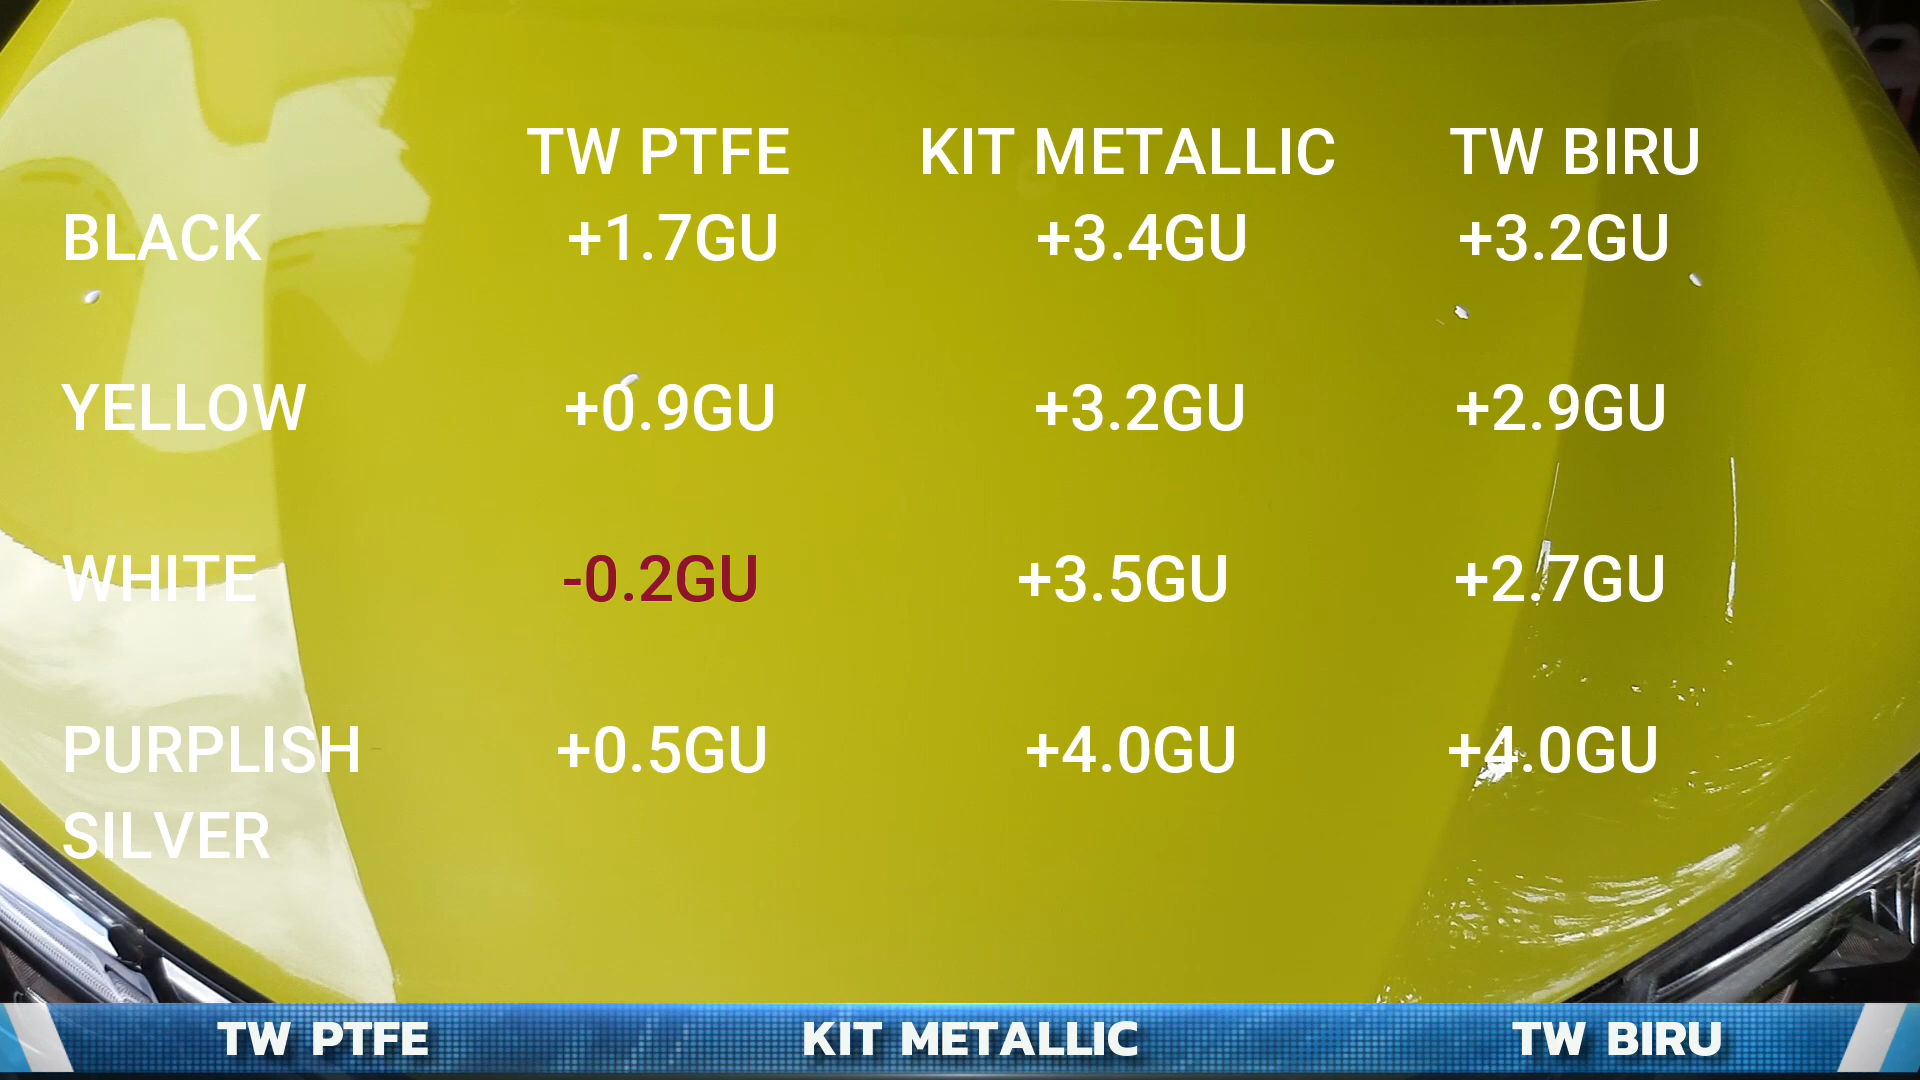 TW PTFE KIT METALLIC TW BIRU
BLACK +1.7GU +3.4GU +3.2GU
YELLOW +0.9GU +3.2GU +2.9GU
WHITE -0.2GU +3.5GU +2.7GU
PURPLISH +0.5GU +4.0GU +4.0GU
SILVER
TW PTFE KIT METALLIC TW BIRU